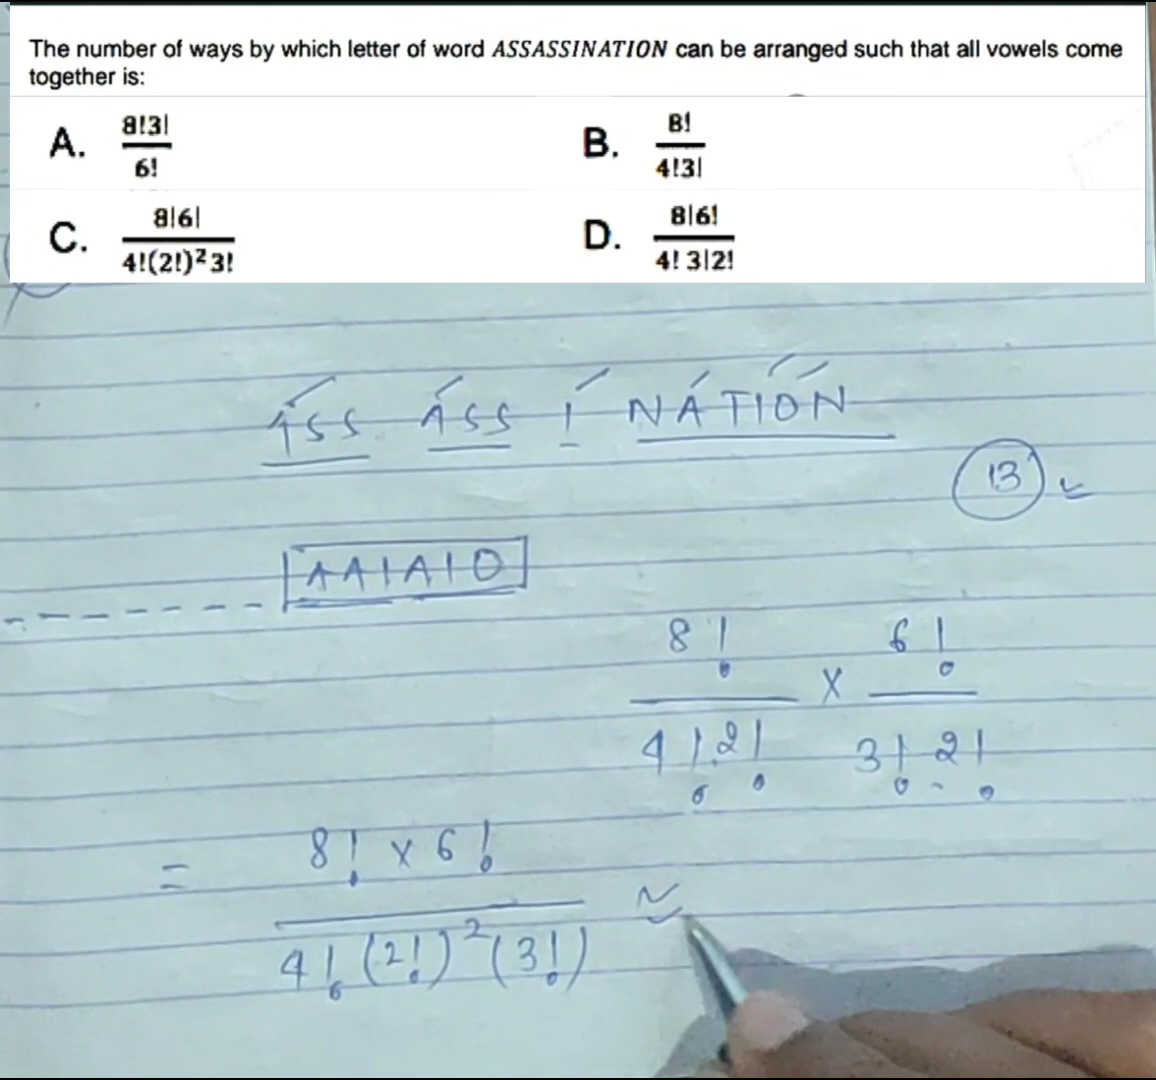 The number of ways by which letter of word ASSASSINATION can be arranged such that all vowels come
together is:
A. 8!3! / 6!
B. 8! / 4!3!
C. 8!6! / 4!(2!)²3!
D. 8!6! / 4! 3!2!
ASS ASS I NATION
13
AAIAIO
8! / 4! 2! × 6! / 3! 2!
= 8! × 6! / 4! (2!)² (3!)